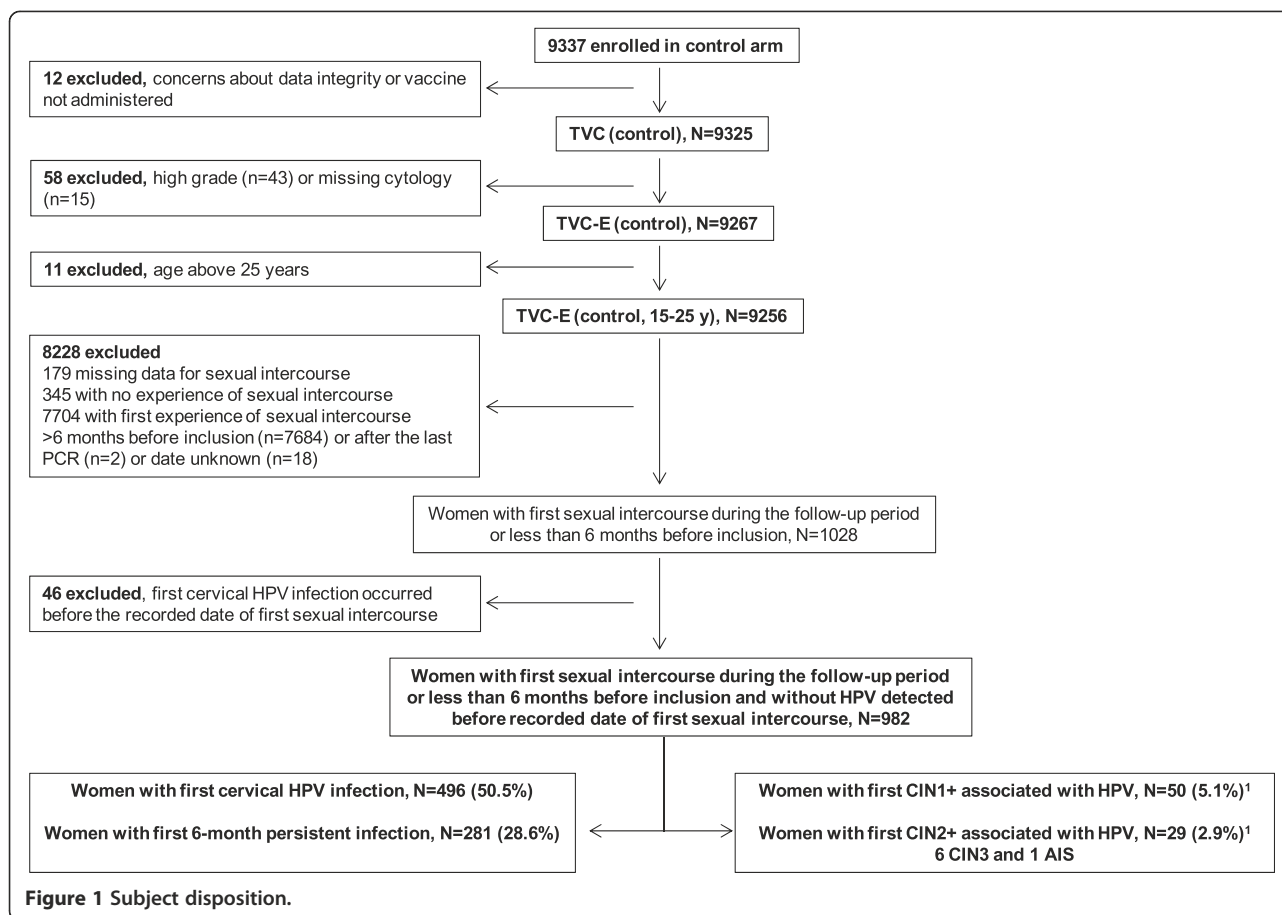 9337 enrolled in control arm
12 excluded, concerns about data integrity or vaccine
not administered
TVC (control), N=9325
58 excluded, high grade (n=43) or missing cytology
(n=15)
TVC-E (control), N=9267
11 excluded, age above 25 years
TVC-E (control, 15-25 y), N=9256
8228 excluded
179 missing data for sexual intercourse
345 with no experience of sexual intercourse
7704 with first experience of sexual intercourse
>6 months before inclusion (n=7684) or after the last
PCR (n=2) or date unknown (n=18)
Women with first sexual intercourse during the follow-up period
or less than 6 months before inclusion, N=1028
46 excluded, first cervical HPV infection occurred
before the recorded date of first sexual intercourse
Women with first sexual intercourse during the follow-up period
or less than 6 months before inclusion and without HPV detected
before recorded date of first sexual intercourse, N=982
Women with first cervical HPV infection, N=496 (50.5%)
Women with first 6-month persistent infection, N=281 (28.6%)
Women with first CIN1+ associated with HPV, N=50 (5.1%)¹
Women with first CIN2+ associated with HPV, N=29 (2.9%)¹
6 CIN3 and 1 AIS
Figure 1 Subject disposition.